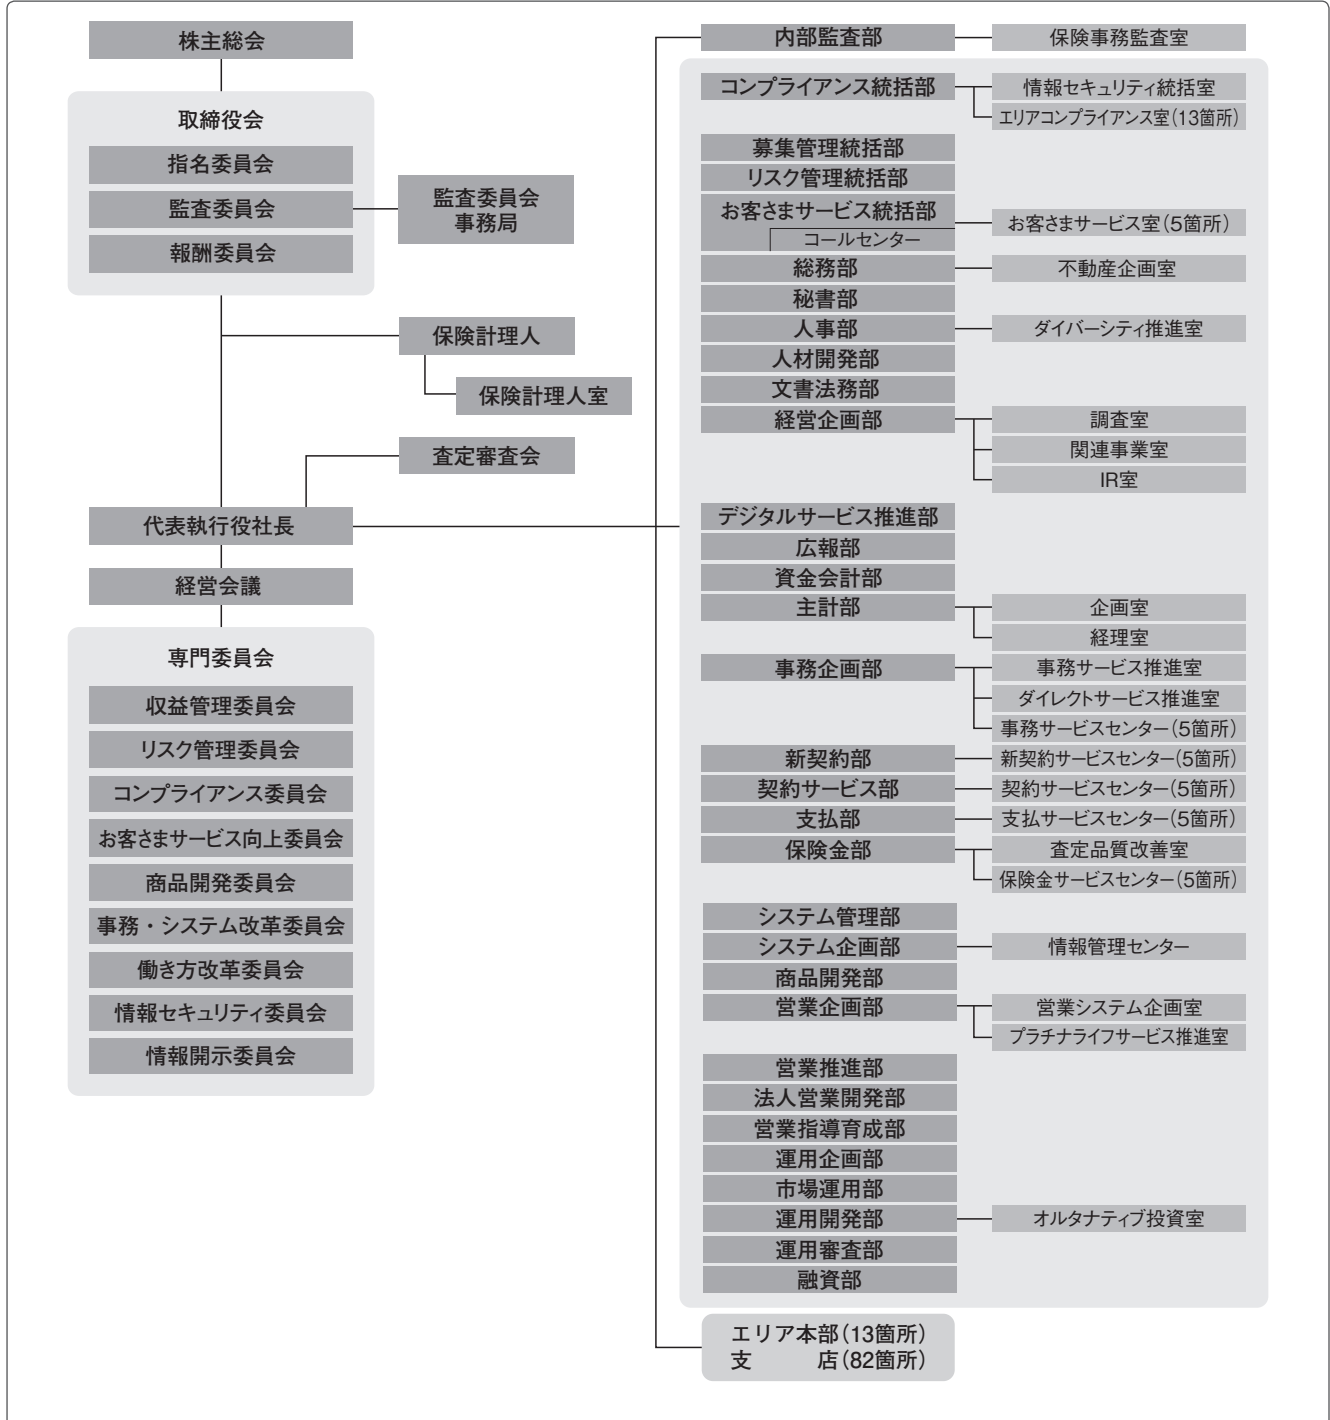 株主総会
取締役会
指名委員会
監査委員会
報酬委員会
監査委員会
事務局
保険計理人
保険計理人室
査定審査会
代表執行役社長
経営会議
専門委員会
収益管理委員会
リスク管理委員会
コンプライアンス委員会
お客さまサービス向上委員会
商品開発委員会
事務・システム改革委員会
働き方改革委員会
情報セキュリティ委員会
情報開示委員会
内部監査部
保険事務監査室
コンプライアンス統括部
情報セキュリティ統括室
エリアコンプライアンス室(13箇所)
募集管理統括部
リスク管理統括部
お客さまサービス統括部
コールセンター
お客さまサービス室(5箇所)
総務部
不動産企画室
秘書部
人事部
ダイバーシティ推進室
人材開発部
文書法務部
経営企画部
調査室
関連事業室
IR室
デジタルサービス推進部
広報部
資金会計部
主計部
企画室
経理室
事務企画部
事務サービス推進室
ダイレクトサービス推進室
事務サービスセンター(5箇所)
新契約部
新契約サービスセンター(5箇所)
契約サービス部
契約サービスセンター(5箇所)
支払部
支払サービスセンター(5箇所)
保険金部
査定品質改善室
保険金サービスセンター(5箇所)
システム管理部
システム企画部
情報管理センター
商品開発部
営業企画部
営業システム企画室
プラチナライフサービス推進室
営業推進部
法人営業開発部
営業指導育成部
運用企画部
市場運用部
運用開発部
オルタナティブ投資室
運用審査部
融資部
エリア本部(13箇所)
支　　店(82箇所)